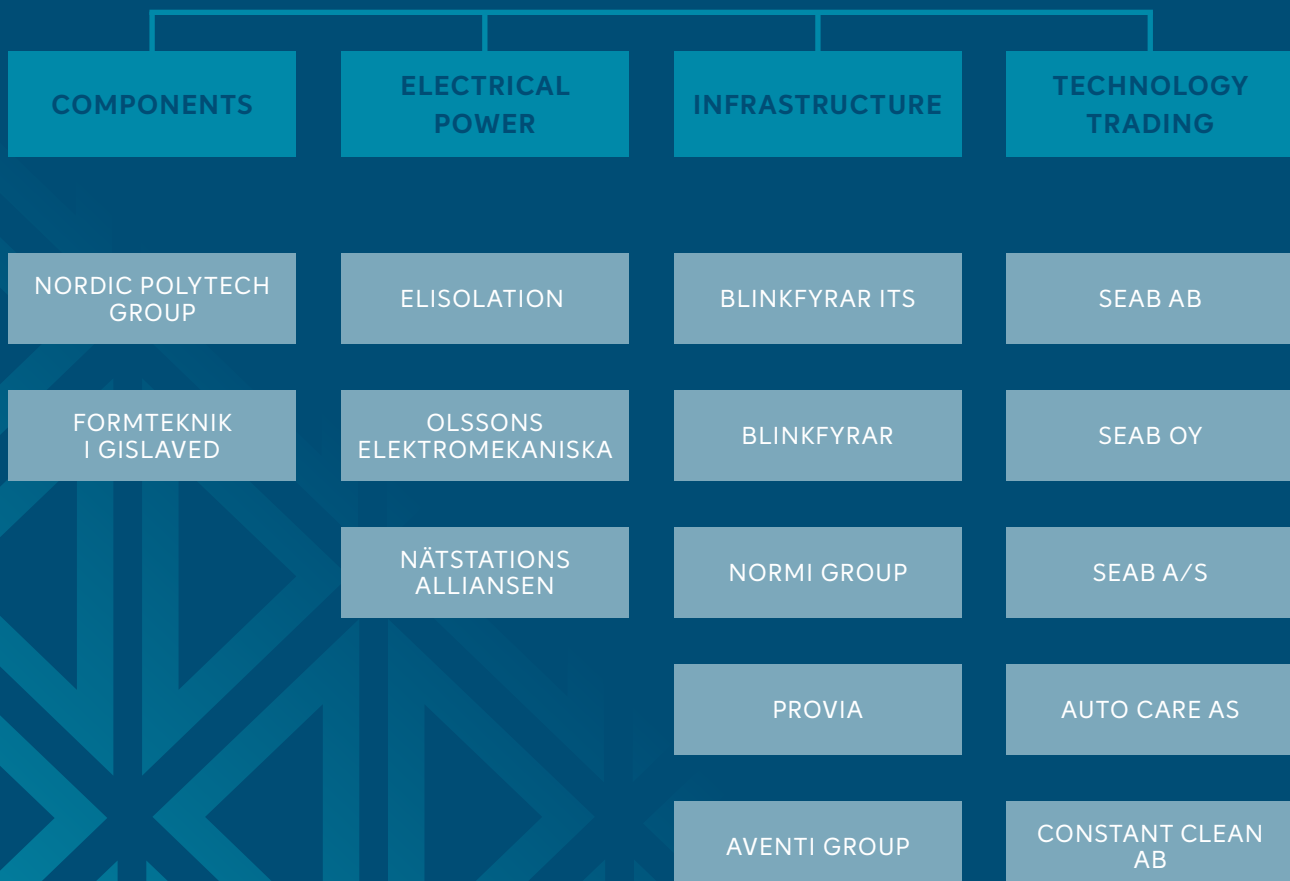 COMPONENTS
ELECTRICAL
POWER
INFRASTRUCTURE
TECHNOLOGY
TRADING
NORDIC POLYTECH
GROUP
ELISOLATION
BLINKFYRAR ITS
SEAB AB
FORMTEKNIK
I GISLAVED
OLSSONS
ELEKTROMEKANISKA
BLINKFYRAR
SEAB OY
NÄTSTATIONS
ALLIANSEN
NORMI GROUP
SEAB A/S
PROVIA
AUTO CARE AS
AVENTI GROUP
CONSTANT CLEAN
AB